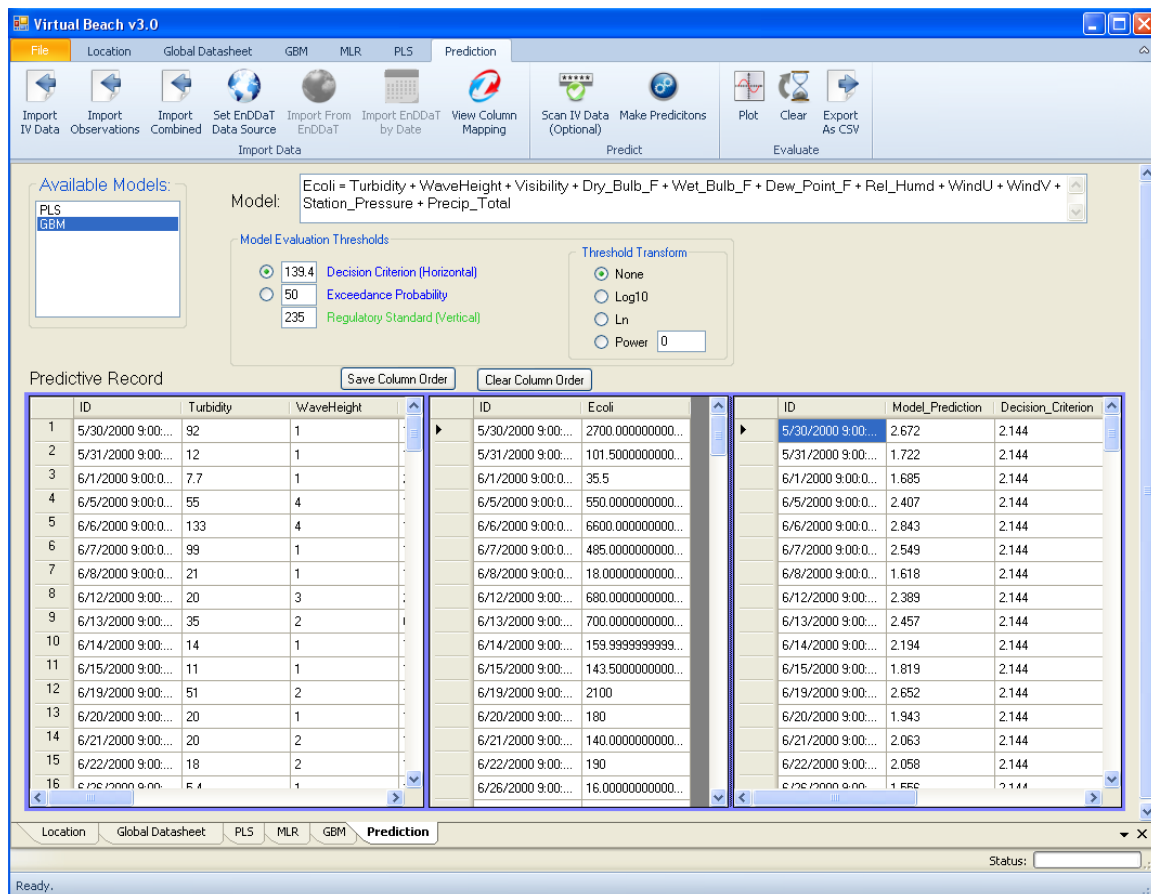 Virtual Beach v3.0
File Location Global Datasheet GBM MLR PLS Prediction
Import IV Data
Import Observations
Import Combined
Set EnDDaT Data Source
Import From EnDDaT
Import EnDDaT by Date
View Column Mapping
Scan IV Data (Optional)
Make Predicitons
Plot
Clear
Export As CSV
Import Data Predict Evaluate
Available Models:
PLS
GBM
Model:
Ecoli = Turbidity + WaveHeight + Visibility + Dry_Bulb_F + Wet_Bulb_F + Dew_Point_F + Rel_Humd + WindU + WindV +
Station_Pressure + Precip_Total
Model Evaluation Thresholds
139.4 Decision Criterion (Horizontal)
50 Exceedance Probability
235 Regulatory Standard (Vertical)
Threshold Transform
None
Log10
Ln
Power 0
Predictive Record Save Column Order Clear Column Order
ID Turbidity WaveHeight ID Ecoli ID Model_Prediction Decision_Criterion
1 5/30/2000 9:00:... 92 1 5/30/2000 9:00:... 2700.000000000... 5/30/2000 9:00:... 2.672 2.144
2 5/31/2000 9:00:... 12 1 5/31/2000 9:00:... 101.5000000000... 5/31/2000 9:00:... 1.722 2.144
3 6/1/2000 9:00:0... 7.7 1 6/1/2000 9:00:0... 35.5 6/1/2000 9:00:0... 1.685 2.144
4 6/5/2000 9:00:0... 55 4 6/5/2000 9:00:0... 550.0000000000... 6/5/2000 9:00:0... 2.407 2.144
5 6/6/2000 9:00:0... 133 4 6/6/2000 9:00:0... 6600.000000000... 6/6/2000 9:00:0... 2.843 2.144
6 6/7/2000 9:00:0... 99 1 6/7/2000 9:00:0... 485.0000000000... 6/7/2000 9:00:0... 2.549 2.144
7 6/8/2000 9:00:0... 21 1 6/8/2000 9:00:0... 18.00000000000... 6/8/2000 9:00:0... 1.618 2.144
8 6/12/2000 9:00:... 20 3 6/12/2000 9:00:... 680.0000000000... 6/12/2000 9:00:... 2.389 2.144
9 6/13/2000 9:00:... 35 2 6/13/2000 9:00:... 700.0000000000... 6/13/2000 9:00:... 2.457 2.144
10 6/14/2000 9:00:... 14 1 6/14/2000 9:00:... 159.9999999999... 6/14/2000 9:00:... 2.194 2.144
11 6/15/2000 9:00:... 11 1 6/15/2000 9:00:... 143.5000000000... 6/15/2000 9:00:... 1.819 2.144
12 6/19/2000 9:00:... 51 2 6/19/2000 9:00:... 2100 6/19/2000 9:00:... 2.652 2.144
13 6/20/2000 9:00:... 20 1 6/20/2000 9:00:... 180 6/20/2000 9:00:... 1.943 2.144
14 6/21/2000 9:00:... 20 2 6/21/2000 9:00:... 140.0000000000... 6/21/2000 9:00:... 2.063 2.144
15 6/22/2000 9:00:... 18 2 6/22/2000 9:00:... 190 6/22/2000 9:00:... 2.058 2.144
16 6/26/2000 9:00:... 5.4 1 6/26/2000 9:00:... 16.00000000000... 6/26/2000 9:00:... 1.556 2.144
Location Global Datasheet PLS MLR GBM Prediction
Status:
Ready.